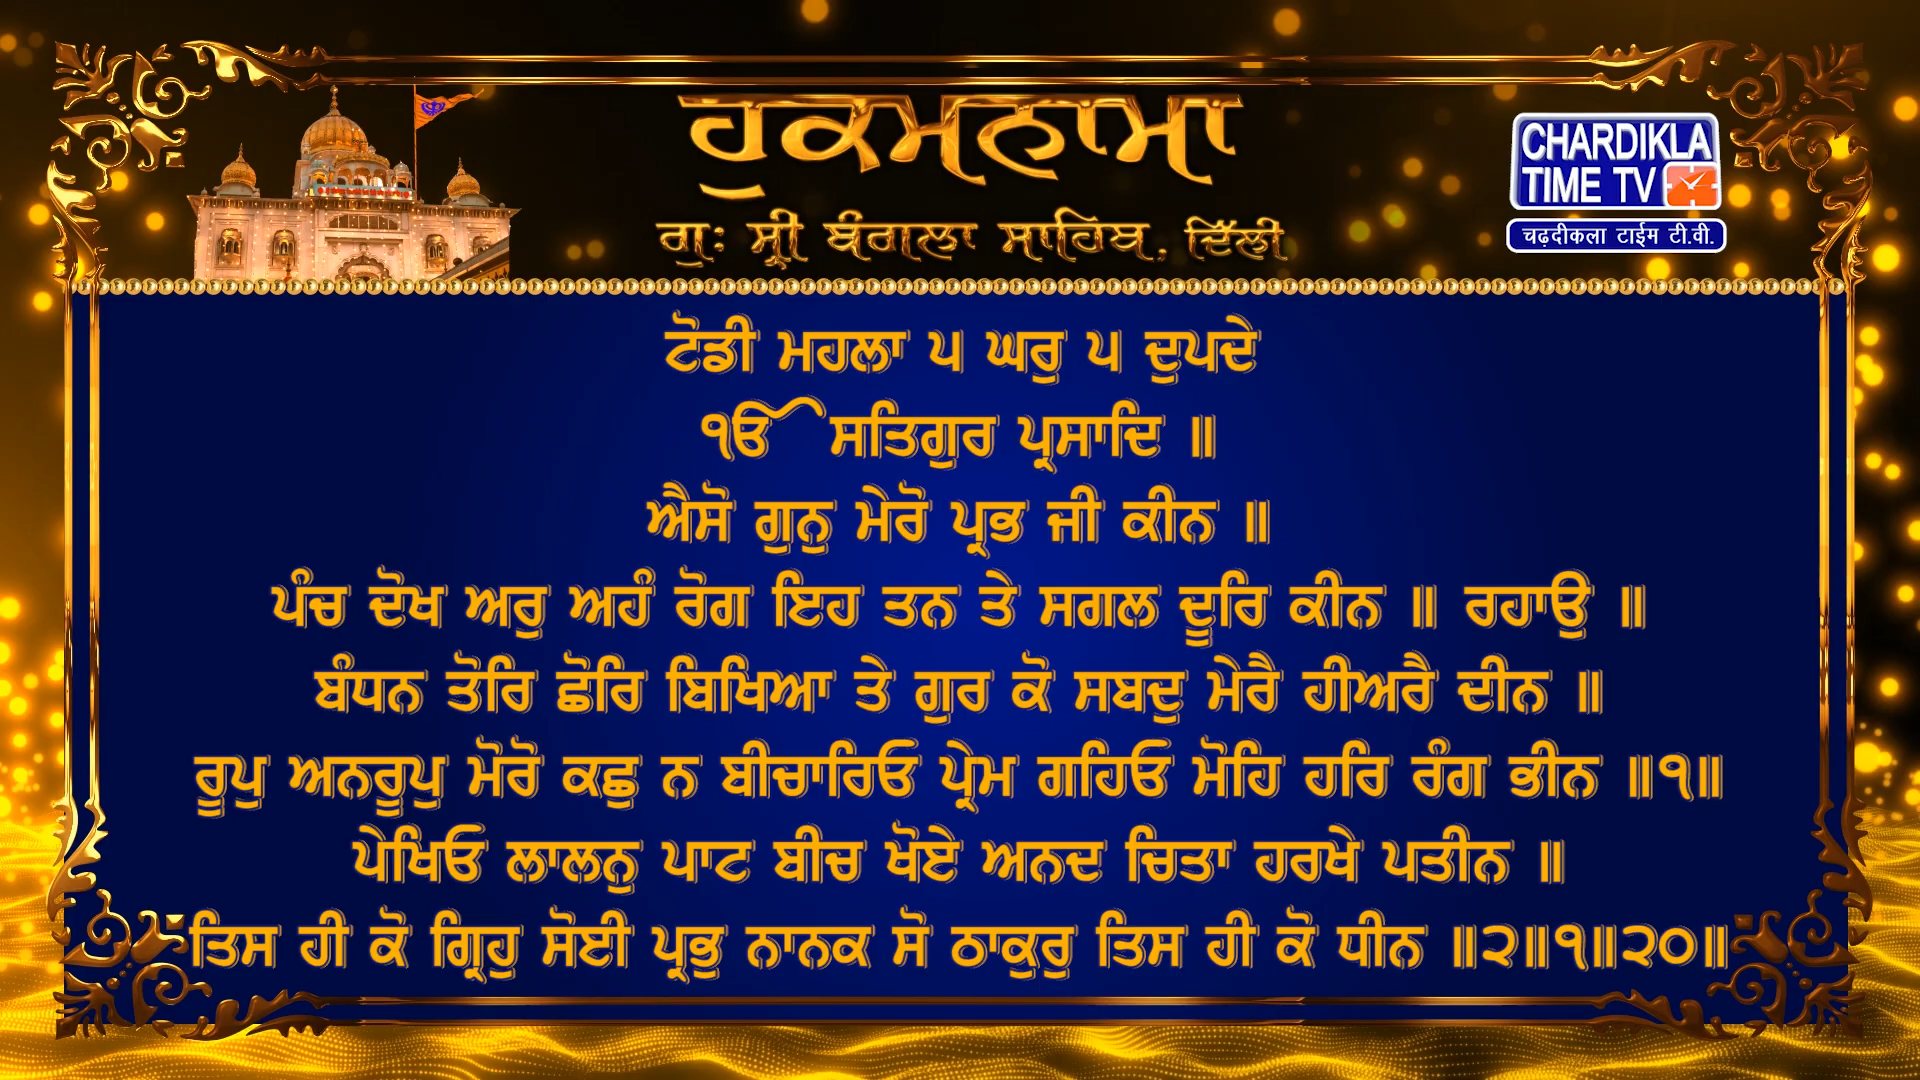 ਹੁਕਮਨਾਮਾ
ਗੁਃ ਸ੍ਰੀ ਬੰਗਲਾ ਸਾਹਿਬ, ਦਿੱਲੀ
CHARDIKLA
TIME TV
चढ़दीकला टाईम टी.वी.
ਟੋਡੀ ਮਹਲਾ ੫ ਘਰੁ ੫ ਦੁਪਦੇ
ੴ ਸਤਿਗੁਰ ਪ੍ਰਸਾਦਿ ॥
ਐਸੋ ਗੁਨੁ ਮੇਰੋ ਪ੍ਰਭ ਜੀ ਕੀਨ ॥
ਪੰਚ ਦੋਖ ਅਰੁ ਅਹੰ ਰੋਗ ਇਹ ਤਨ ਤੇ ਸਗਲ ਦੂਰਿ ਕੀਨ ॥ ਰਹਾਉ ॥
ਬੰਧਨ ਤੋਰਿ ਛੋਰਿ ਬਿਖਿਆ ਤੇ ਗੁਰ ਕੋ ਸਬਦੁ ਮੇਰੈ ਹੀਅਰੈ ਦੀਨ ॥
ਰੂਪੁ ਅਨਰੂਪੁ ਮੋਰੋ ਕਛੁ ਨ ਬੀਚਾਰਿਓ ਪ੍ਰੇਮ ਗਹਿਓ ਮੋਹਿ ਹਰਿ ਰੰਗ ਭੀਨ ॥੧॥
ਪੇਖਿਓ ਲਾਲਨੁ ਪਾਟ ਬੀਚ ਖੋਏ ਅਨਦ ਚਿਤਾ ਹਰਖੇ ਪਤੀਨ ॥
ਤਿਸ ਹੀ ਕੋ ਗ੍ਰਿਹੁ ਸੋਈ ਪ੍ਰਭੁ ਨਾਨਕ ਸੋ ਠਾਕੁਰੁ ਤਿਸ ਹੀ ਕੋ ਧੀਨ ॥੨॥੧॥੨੦॥